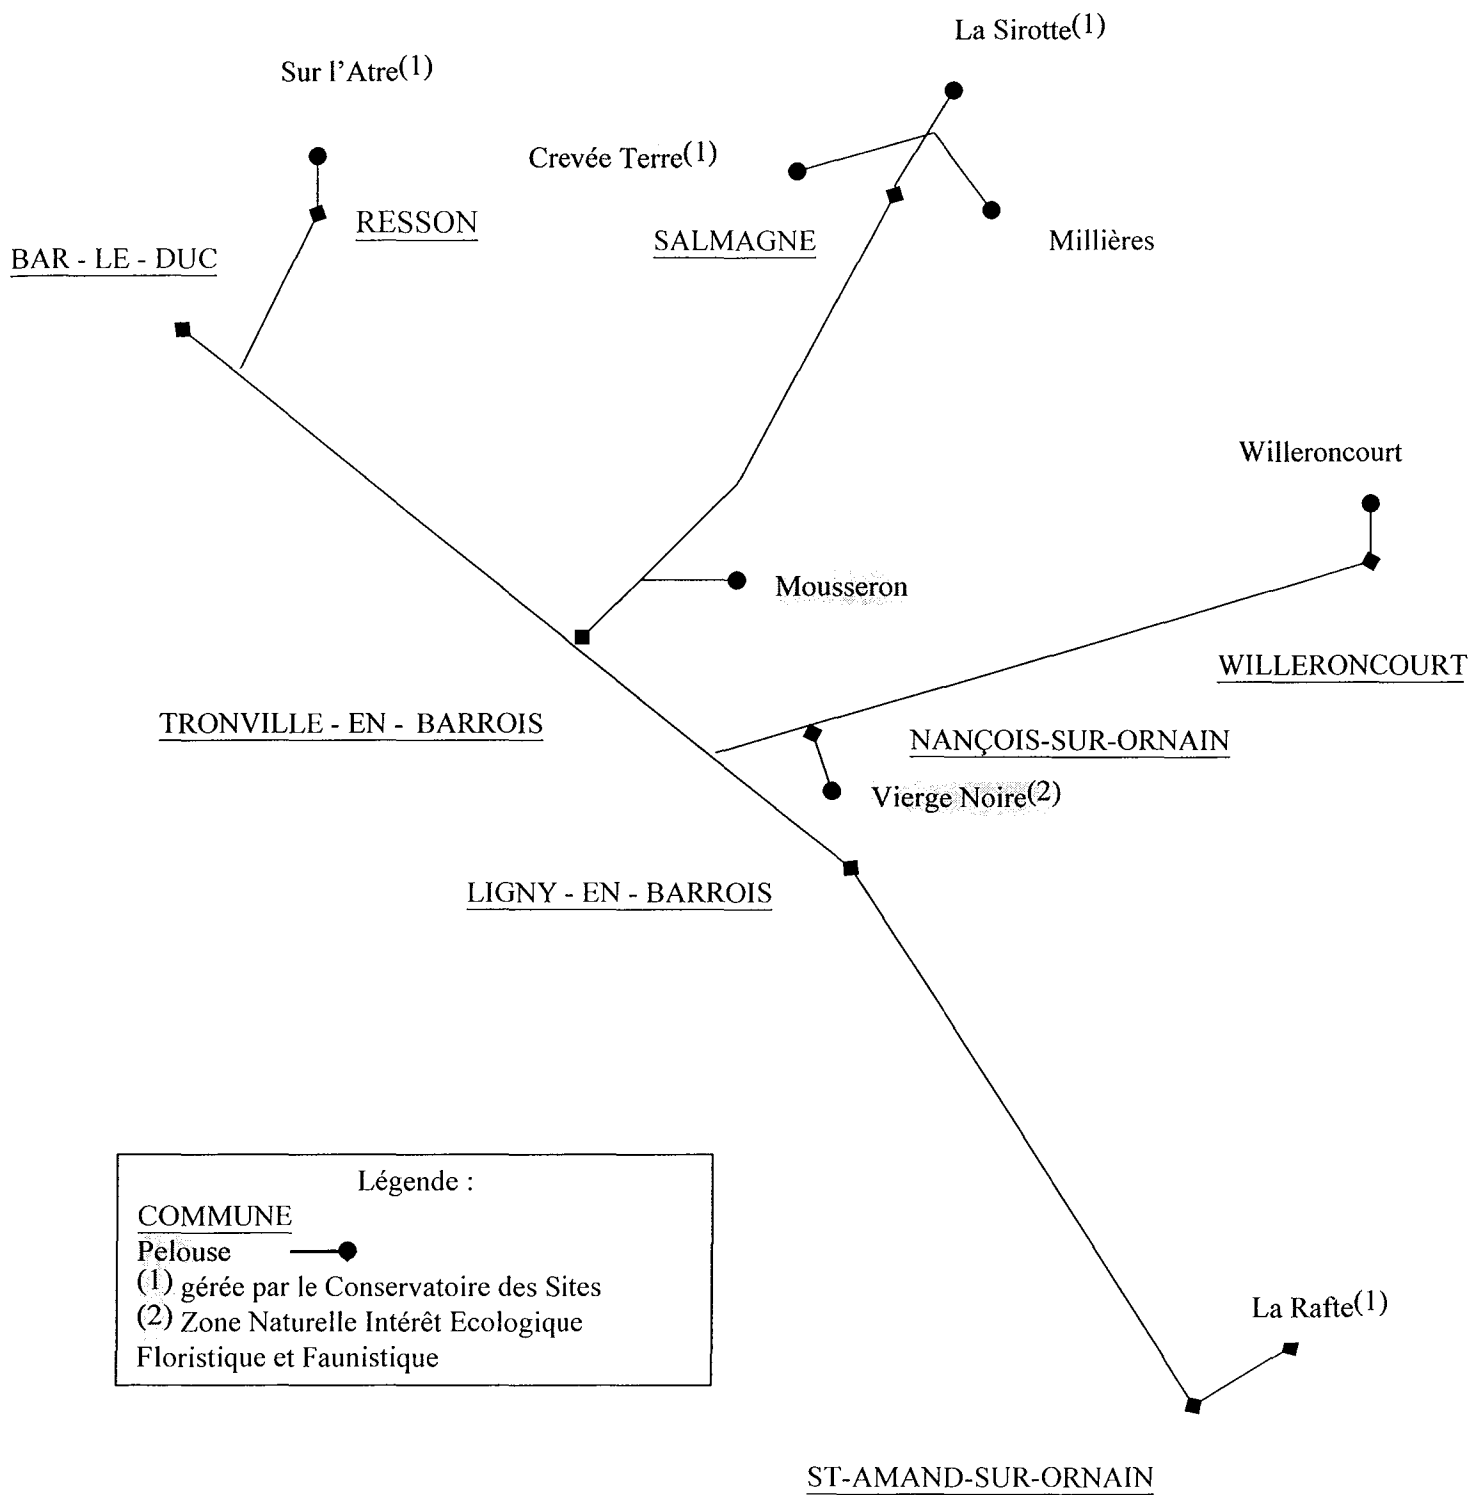 La Sirotte(1)
Sur l'Atre(1)
Crevée Terre(1)
RESSON
SALMAGNE
Millières
BAR - LE - DUC
Willeroncourt
Mousseron
WILLERONCOURT
TRONVILLE - EN - BARROIS
NANÇOIS-SUR-ORNAIN
Vierge Noire(2)
LIGNY - EN - BARROIS
Légende :
COMMUNE
Pelouse
(1) gérée par le Conservatoire des Sites
(2) Zone Naturelle Intérêt Ecologique
Floristique et Faunistique
La Rafte(1)
ST-AMAND-SUR-ORNAIN